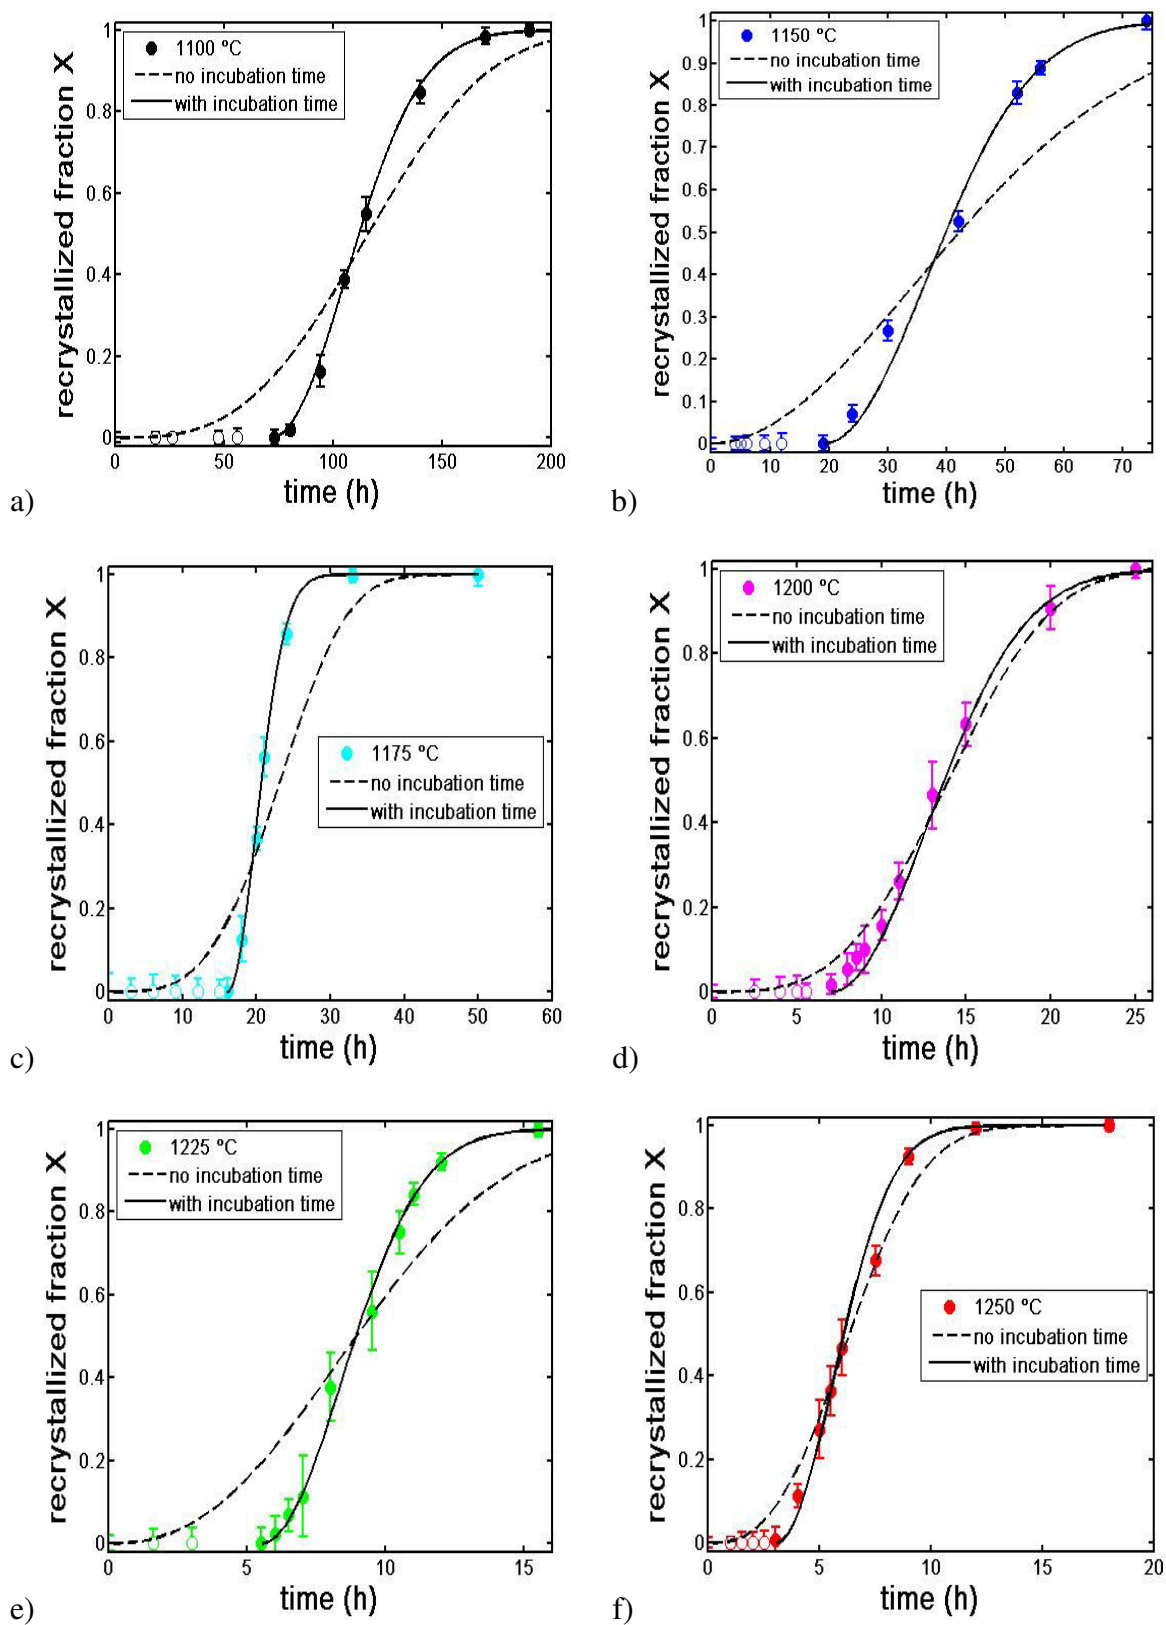 1100 ºC
no incubation time
with incubation time
recrystallized fraction X
1
0.8
0.6
0.4
0.2
0
0 50 100 150 200
time (h)
a)
1150 ºC
no incubation time
with incubation time
recrystallized fraction X
1
0.9
0.8
0.7
0.6
0.5
0.4
0.3
0.2
0.1
0
0 10 20 30 40 50 60 70
time (h)
b)
1175 ºC
no incubation time
with incubation time
recrystallized fraction X
1
0.8
0.6
0.4
0.2
0
0 10 20 30 40 50 60
time (h)
c)
1200 ºC
no incubation time
with incubation time
recrystallized fraction X
1
0.8
0.6
0.4
0.2
0
0 5 10 15 20 25
time (h)
d)
1225 ºC
no incubation time
with incubation time
recrystallized fraction X
1
0.8
0.6
0.4
0.2
0
0 5 10 15
time (h)
e)
1250 ºC
no incubation time
with incubation time
recrystallized fraction X
1
0.8
0.6
0.4
0.2
0
0 5 10 15 20
time (h)
f)